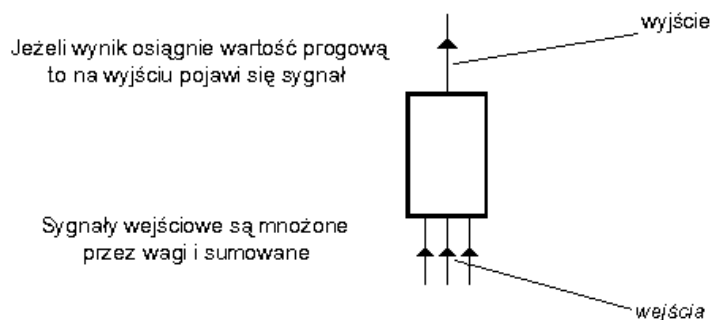 wyjście
Jeżeli wynik osiągnie wartość progową
to na wyjściu pojawi się sygnał
Sygnały wejściowe są mnożone
przez wagi i sumowane
wejścia